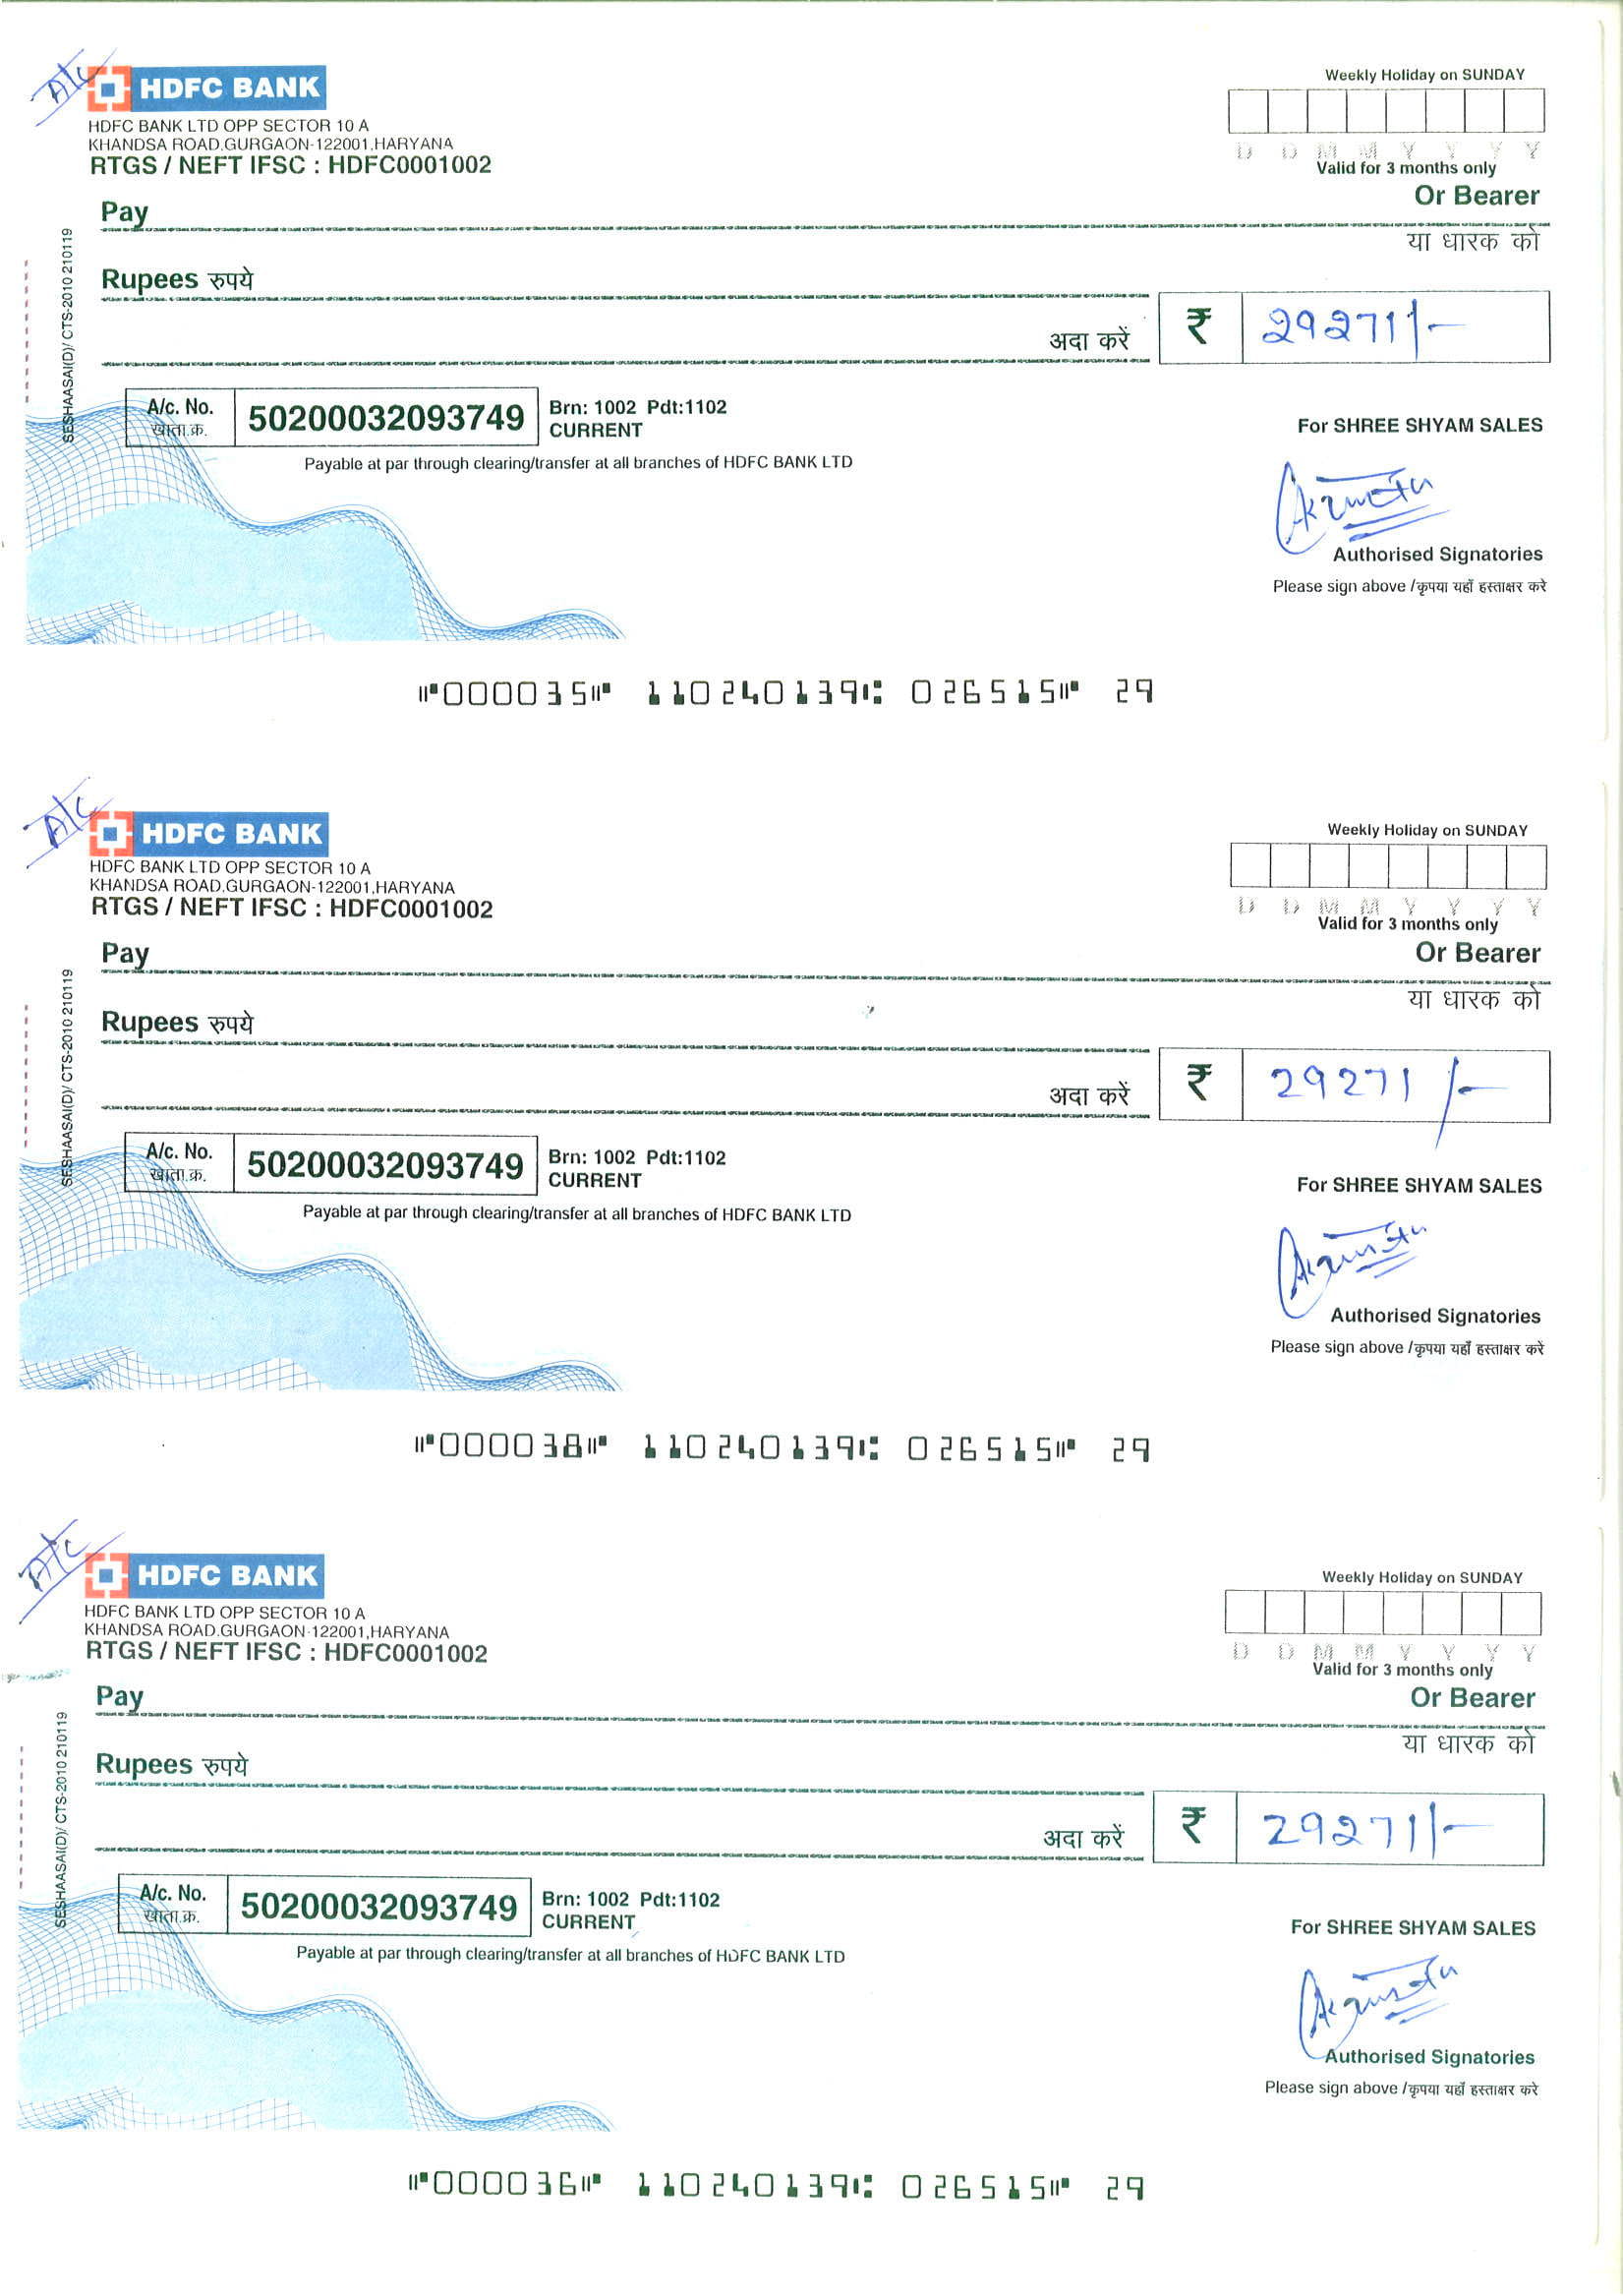 A/C
HDFC BANK
HDFC BANK LTD OPP SECTOR 10 A
KHANDSA ROAD,GURGAON-122001,HARYANA
RTGS / NEFT IFSC : HDFC0001002
Weekly Holiday on SUNDAY
D D M M Y Y Y Y
Valid for 3 months only
Pay
Or Bearer
या धारक को
Rupees रुपये
अदा करें
₹ 29271/-
SESHAASAI(D)/ CTS-2010 210119
A/c. No.
खाता.क्र.
50200032093749
Brn: 1002 Pdt:1102
CURRENT
Payable at par through clearing/transfer at all branches of HDFC BANK LTD
For SHREE SHYAM SALES
Authorised Signatories
Please sign above /कृपया यहाँ हस्ताक्षर करे
⑈000035⑈ 110240139⑆ 026515⑈ 29
A/C
HDFC BANK
HDFC BANK LTD OPP SECTOR 10 A
KHANDSA ROAD,GURGAON-122001,HARYANA
RTGS / NEFT IFSC : HDFC0001002
Weekly Holiday on SUNDAY
D D M M Y Y Y Y
Valid for 3 months only
Pay
Or Bearer
या धारक को
Rupees रुपये
अदा करें
₹ 29271/-
SESHAASAI(D)/ CTS-2010 210119
A/c. No.
खाता.क्र.
50200032093749
Brn: 1002 Pdt:1102
CURRENT
Payable at par through clearing/transfer at all branches of HDFC BANK LTD
For SHREE SHYAM SALES
Authorised Signatories
Please sign above /कृपया यहाँ हस्ताक्षर करे
⑈000038⑈ 110240139⑆ 026515⑈ 29
A/C
HDFC BANK
HDFC BANK LTD OPP SECTOR 10 A
KHANDSA ROAD,GURGAON-122001,HARYANA
RTGS / NEFT IFSC : HDFC0001002
Weekly Holiday on SUNDAY
D D M M Y Y Y Y
Valid for 3 months only
Pay
Or Bearer
या धारक को
Rupees रुपये
अदा करें
₹ 29271/-
SESHAASAI(D)/ CTS-2010 210119
A/c. No.
खाता.क्र.
50200032093749
Brn: 1002 Pdt:1102
CURRENT
Payable at par through clearing/transfer at all branches of HDFC BANK LTD
For SHREE SHYAM SALES
Authorised Signatories
Please sign above /कृपया यहाँ हस्ताक्षर करे
⑈000036⑈ 110240139⑆ 026515⑈ 29